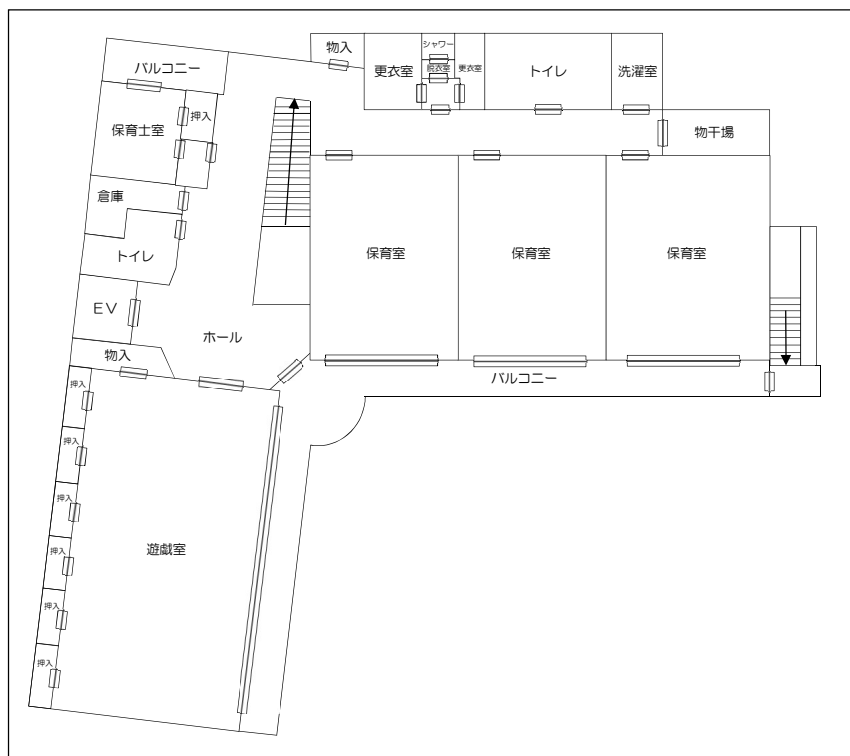 物入
シャワー
バルコニー
更衣室
脱衣室
更衣室
トイレ
洗濯室
押入
保育士室
物干場
倉庫
トイレ
保育室
保育室
保育室
EV
ホール
物入
バルコニー
押入
押入
押入
遊戯室
押入
押入
押入